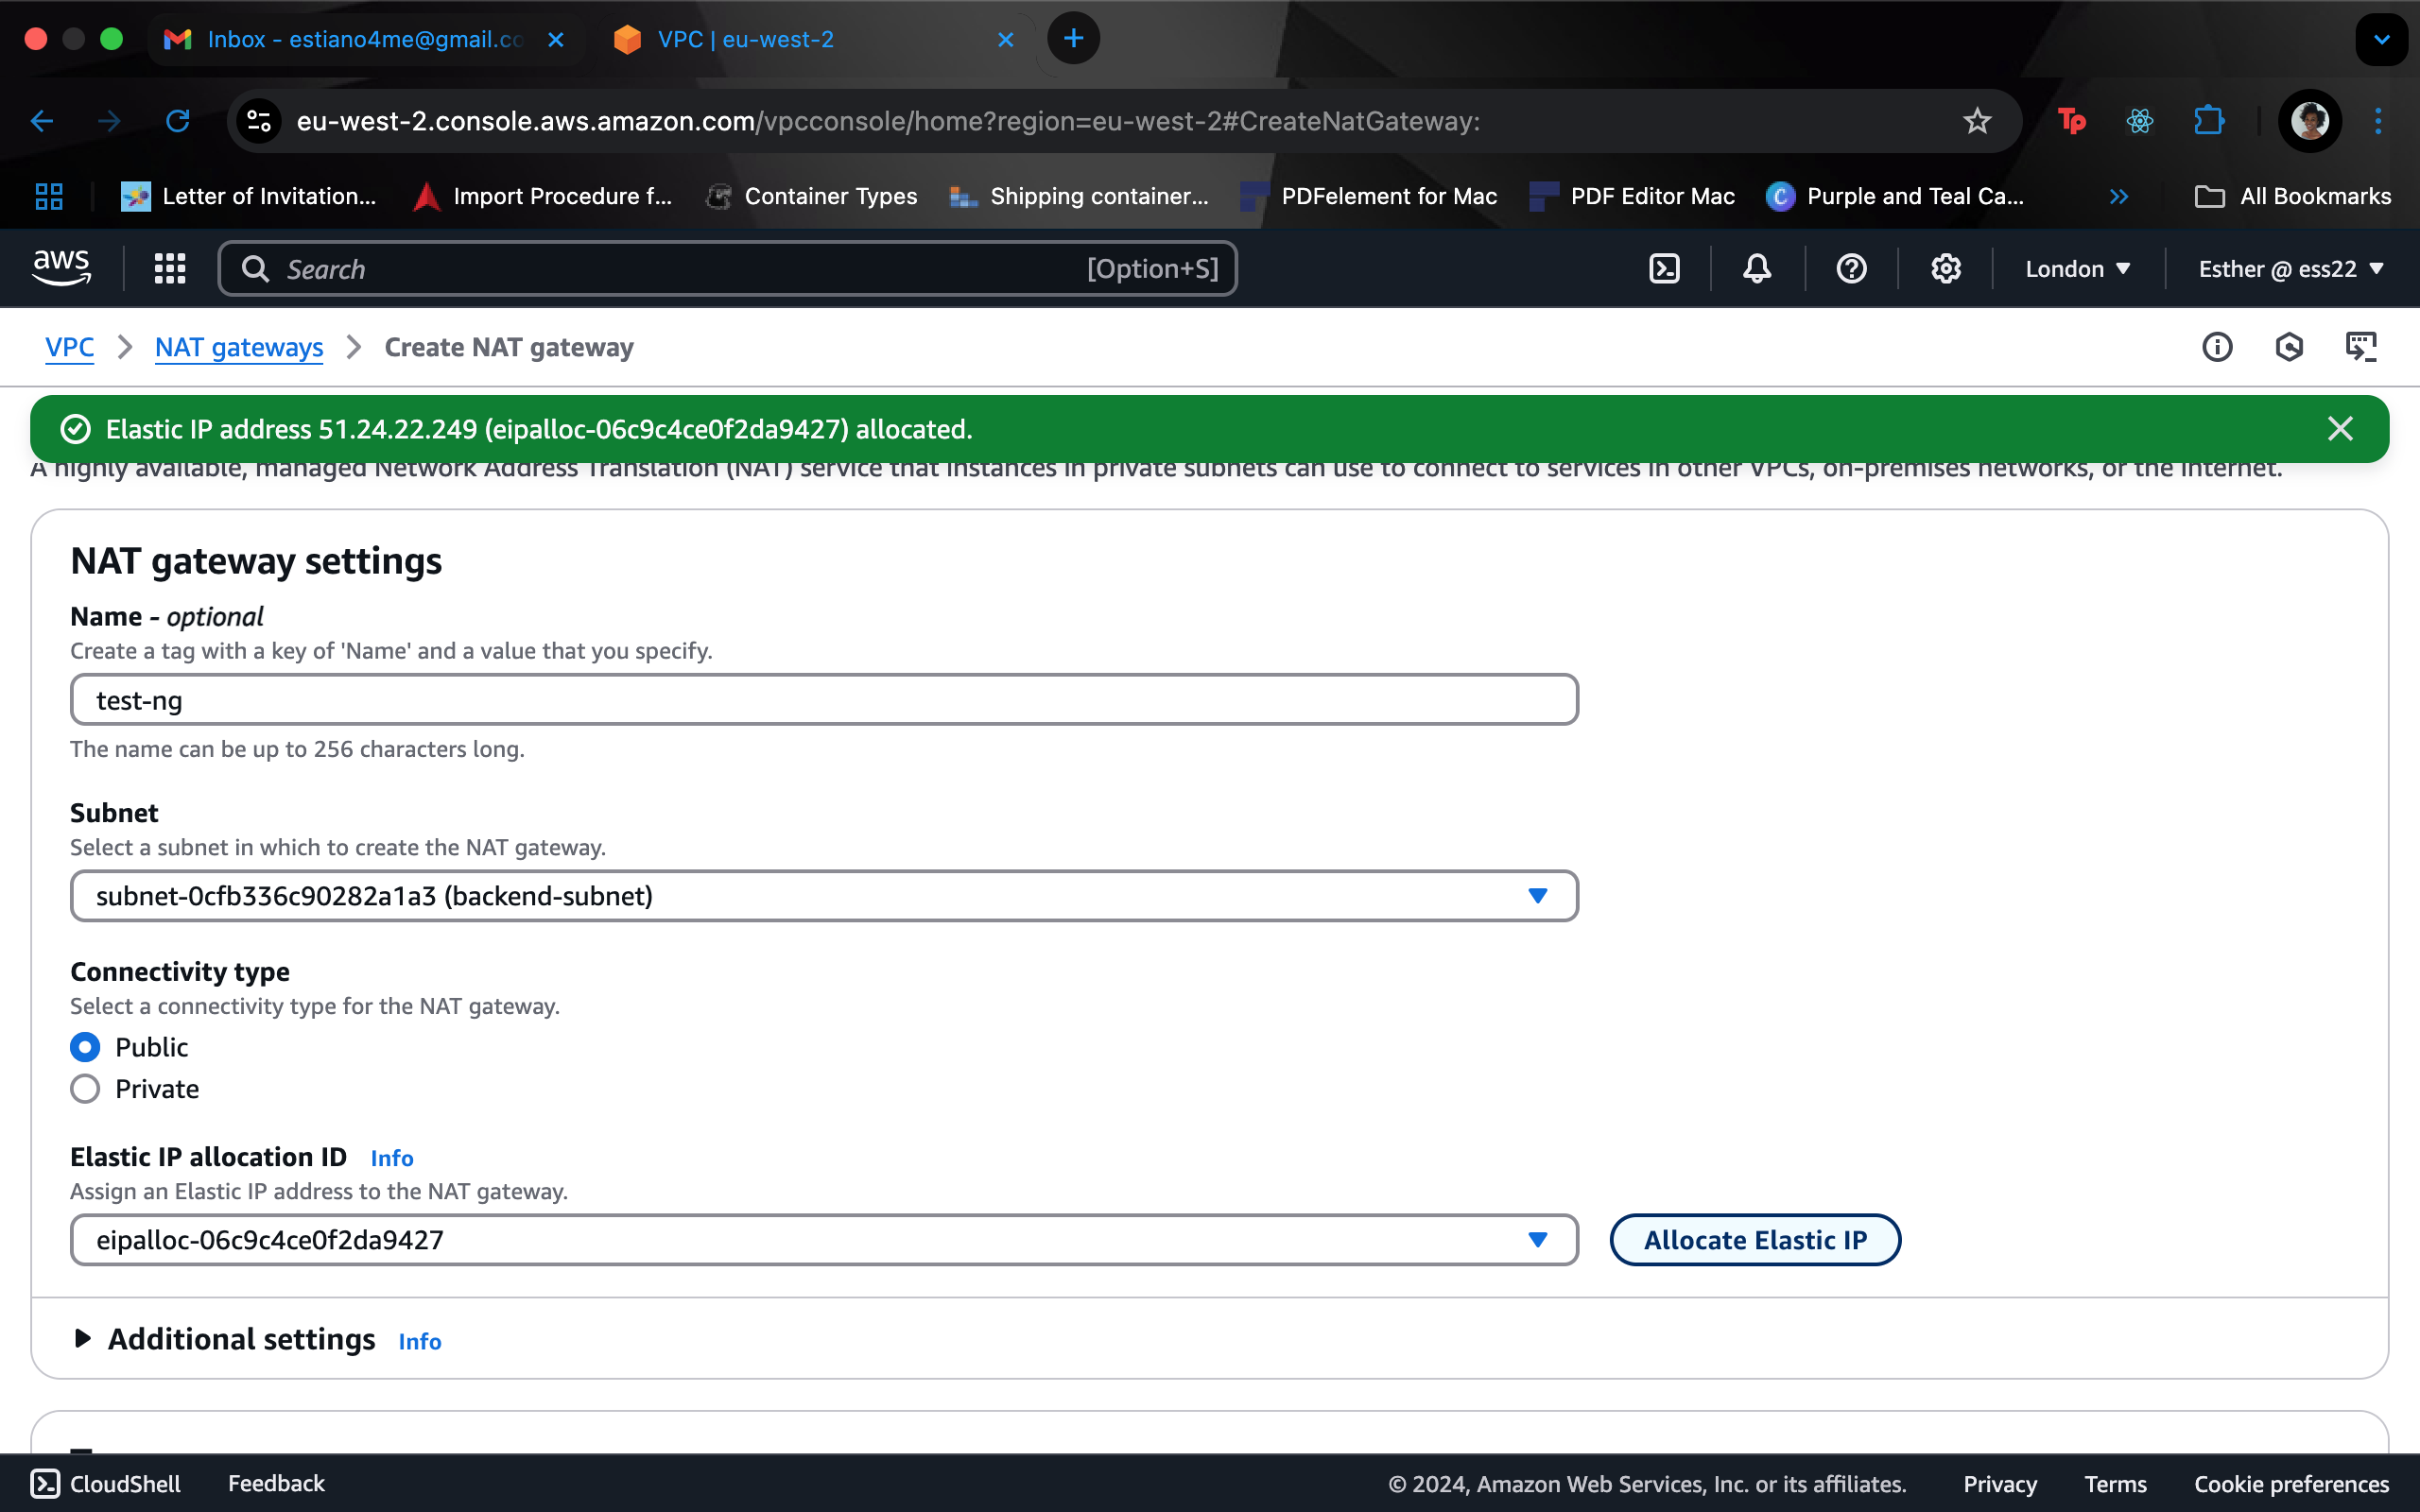 Inbox - estiano4me@gmail.co
VPC | eu-west-2
eu-west-2.console.aws.amazon.com/vpcconsole/home?region=eu-west-2#CreateNatGateway:
Tp
Letter of Invitation...
Import Procedure f...
Container Types
Shipping container...
PDFelement for Mac
PDF Editor Mac
Purple and Teal Ca...
All Bookmarks
aws
Search
[Option+S]
London
Esther @ ess22
VPC
NAT gateways
Create NAT gateway
Elastic IP address 51.24.22.249 (eipalloc-06c9c4ce0f2da9427) allocated.
A highly available, managed Network Address Translation (NAT) service that instances in private subnets can use to connect to services in other VPCs, on-premises networks, or the internet.
NAT gateway settings
Name - optional
Create a tag with a key of 'Name' and a value that you specify.
test-ng
The name can be up to 256 characters long.
Subnet
Select a subnet in which to create the NAT gateway.
subnet-0cfb336c90282a1a3 (backend-subnet)
Connectivity type
Select a connectivity type for the NAT gateway.
Public
Private
Elastic IP allocation ID Info
Assign an Elastic IP address to the NAT gateway.
eipalloc-06c9c4ce0f2da9427
Allocate Elastic IP
Additional settings Info
CloudShell
Feedback
© 2024, Amazon Web Services, Inc. or its affiliates.
Privacy
Terms
Cookie preferences